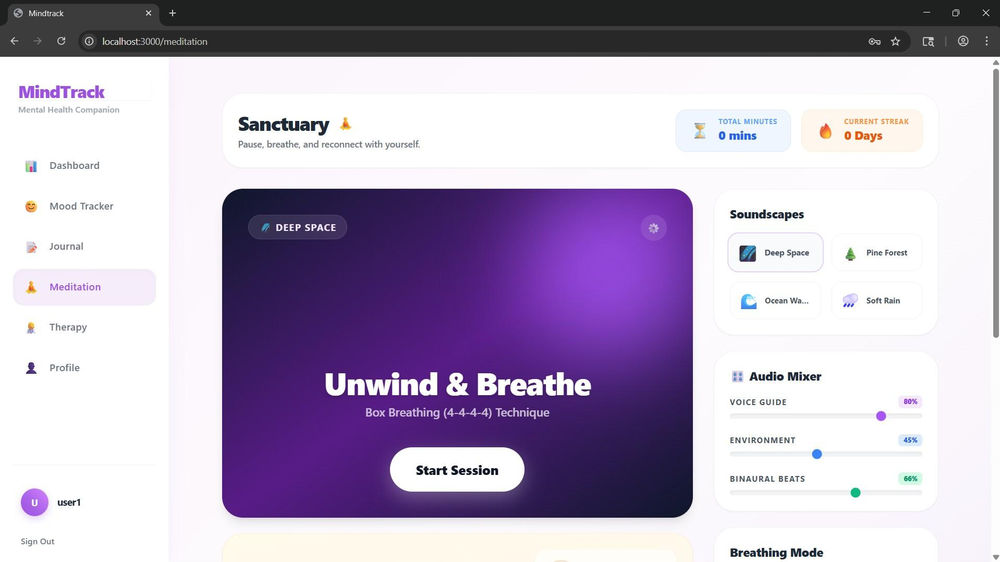 Mindtrack
localhost:3000/meditation
MindTrack
Mental Health Companion
Dashboard
Mood Tracker
Journal
Meditation
Therapy
Profile
U
user1
Sign Out
Sanctuary
Pause, breathe, and reconnect with yourself.
TOTAL MINUTES
0 mins
CURRENT STREAK
0 Days
DEEP SPACE
Unwind & Breathe
Box Breathing (4-4-4-4) Technique
Start Session
Soundscapes
Deep Space
Pine Forest
Ocean Wa...
Soft Rain
Audio Mixer
VOICE GUIDE
80%
ENVIRONMENT
45%
BINAURAL BEATS
66%
Breathing Mode